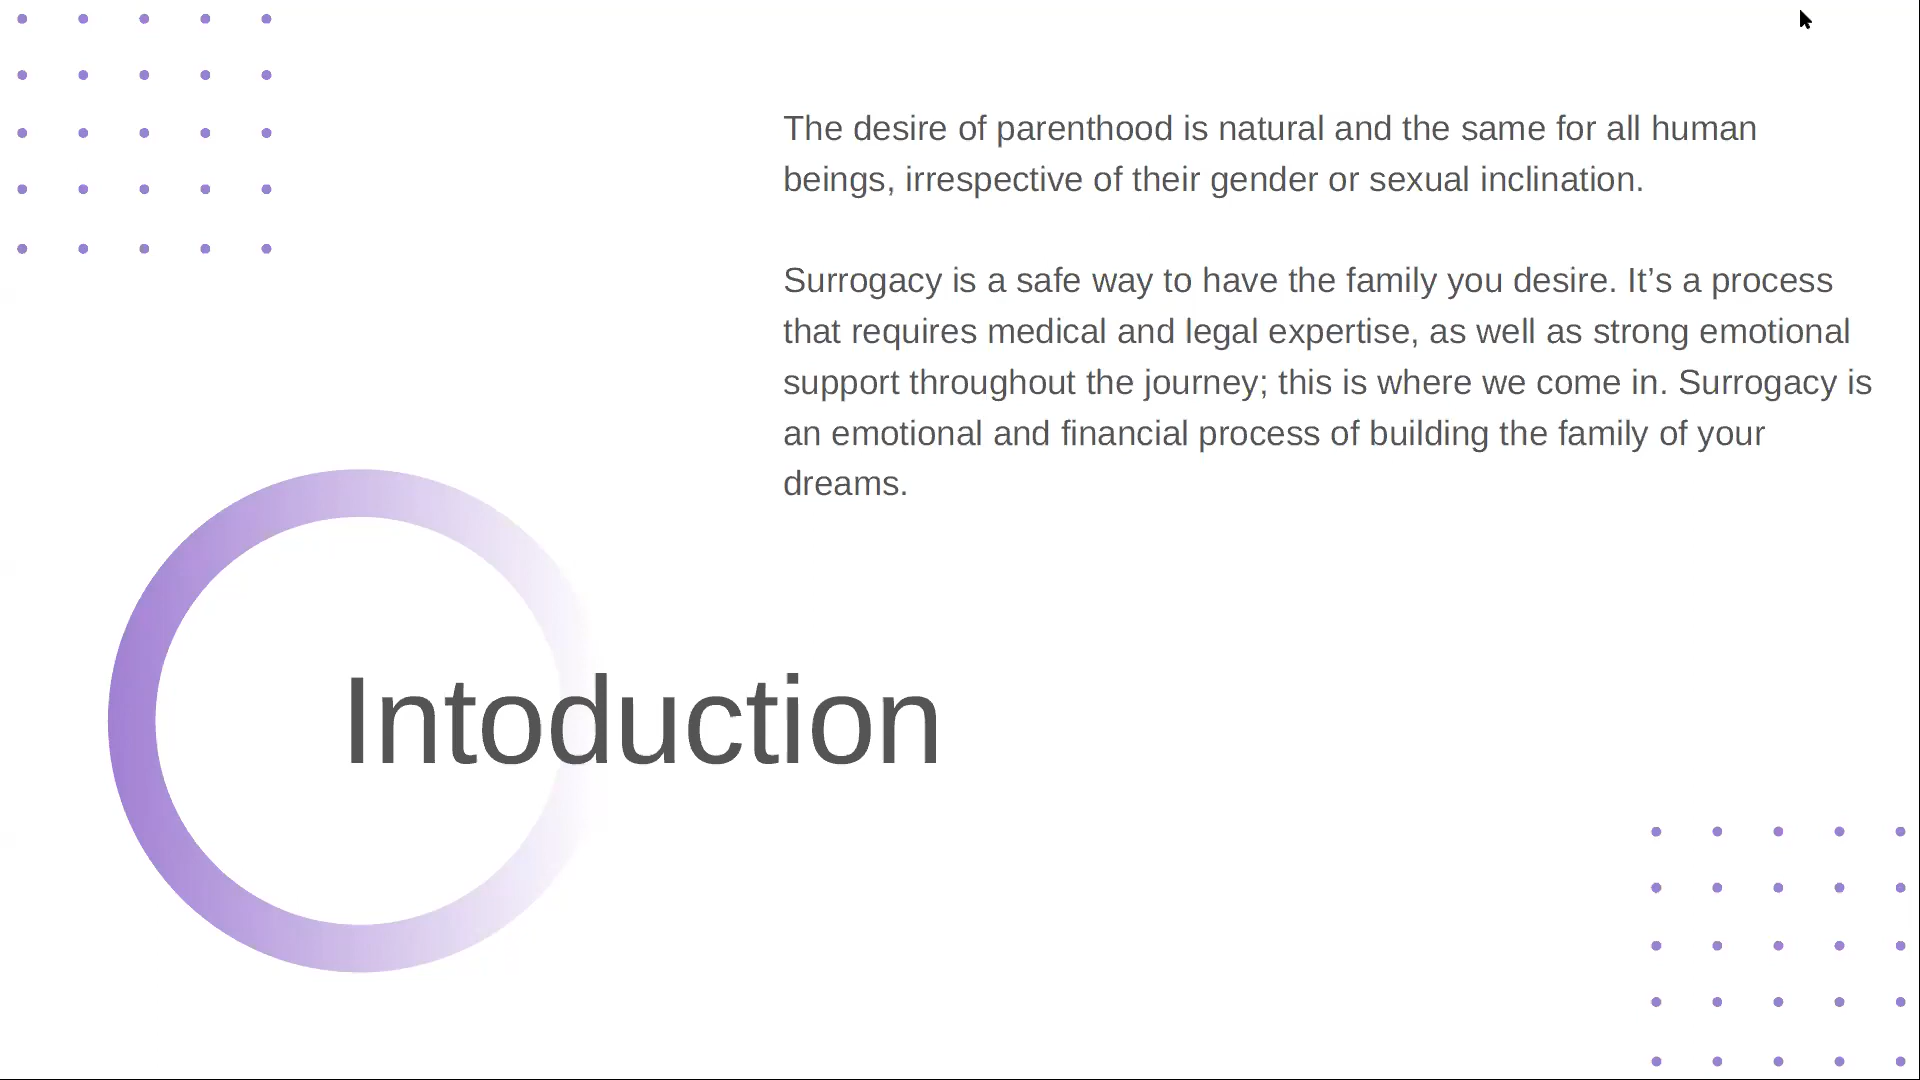 The desire of parenthood is natural and the same for all human
beings, irrespective of their gender or sexual inclination.
Surrogacy is a safe way to have the family you desire. It’s a process
that requires medical and legal expertise, as well as strong emotional
support throughout the journey; this is where we come in. Surrogacy is
an emotional and financial process of building the family of your
dreams.
Intoduction